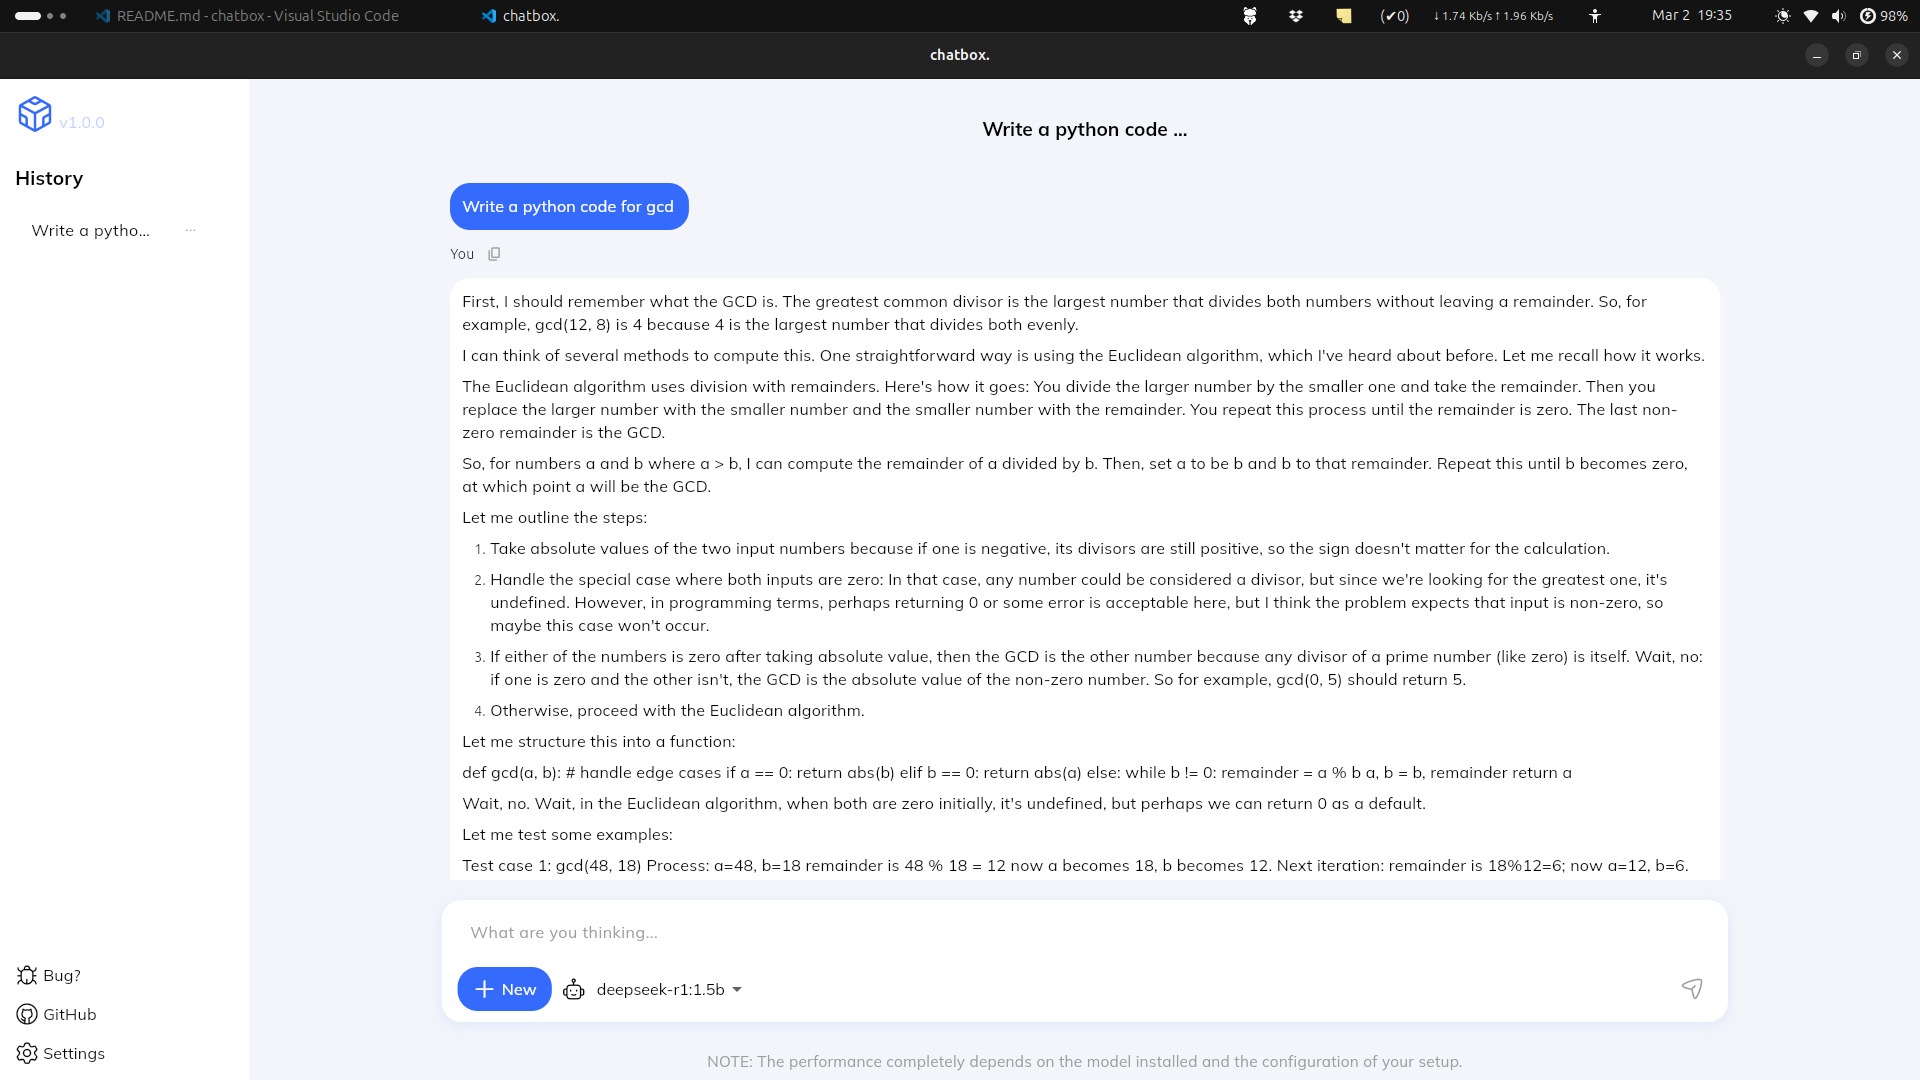 README.md - chatbox - Visual Studio Code
chatbox.
(✔0)
↓ 1.74 Kb/s ↑ 1.96 Kb/s
Mar 2 19:35
98%
chatbox.
v1.0.0
History
Write a pytho...
...
Write a python code ...
Write a python code for gcd
You
First, I should remember what the GCD is. The greatest common divisor is the largest number that divides both numbers without leaving a remainder. So, for
example, gcd(12, 8) is 4 because 4 is the largest number that divides both evenly.
I can think of several methods to compute this. One straightforward way is using the Euclidean algorithm, which I've heard about before. Let me recall how it works.
The Euclidean algorithm uses division with remainders. Here's how it goes: You divide the larger number by the smaller one and take the remainder. Then you
replace the larger number with the smaller number and the smaller number with the remainder. You repeat this process until the remainder is zero. The last non-
zero remainder is the GCD.
So, for numbers a and b where a > b, I can compute the remainder of a divided by b. Then, set a to be b and b to that remainder. Repeat this until b becomes zero,
at which point a will be the GCD.
Let me outline the steps:
1. Take absolute values of the two input numbers because if one is negative, its divisors are still positive, so the sign doesn't matter for the calculation.
2. Handle the special case where both inputs are zero: In that case, any number could be considered a divisor, but since we're looking for the greatest one, it's
undefined. However, in programming terms, perhaps returning 0 or some error is acceptable here, but I think the problem expects that input is non-zero, so
maybe this case won't occur.
3. If either of the numbers is zero after taking absolute value, then the GCD is the other number because any divisor of a prime number (like zero) is itself. Wait, no:
if one is zero and the other isn't, the GCD is the absolute value of the non-zero number. So for example, gcd(0, 5) should return 5.
4. Otherwise, proceed with the Euclidean algorithm.
Let me structure this into a function:
def gcd(a, b): # handle edge cases if a == 0: return abs(b) elif b == 0: return abs(a) else: while b != 0: remainder = a % b a, b = b, remainder return a
Wait, no. Wait, in the Euclidean algorithm, when both are zero initially, it's undefined, but perhaps we can return 0 as a default.
Let me test some examples:
Test case 1: gcd(48, 18) Process: a=48, b=18 remainder is 48 % 18 = 12 now a becomes 18, b becomes 12. Next iteration: remainder is 18%12=6; now a=12, b=6.
What are you thinking...
New
deepseek-r1:1.5b
Bug?
GitHub
Settings
NOTE: The performance completely depends on the model installed and the configuration of your setup.